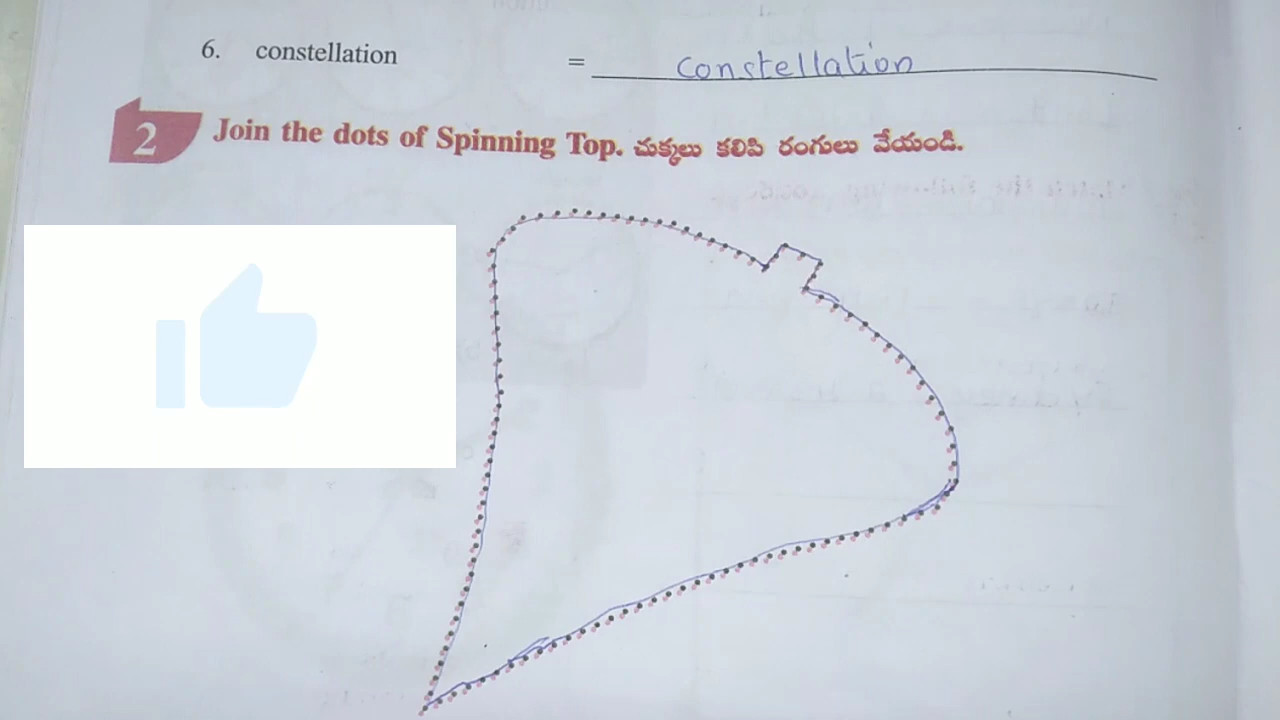 6. constellation = constellation
2 Join the dots of Spinning Top. చుక్కలు కలిపి రంగులు వేయండి.